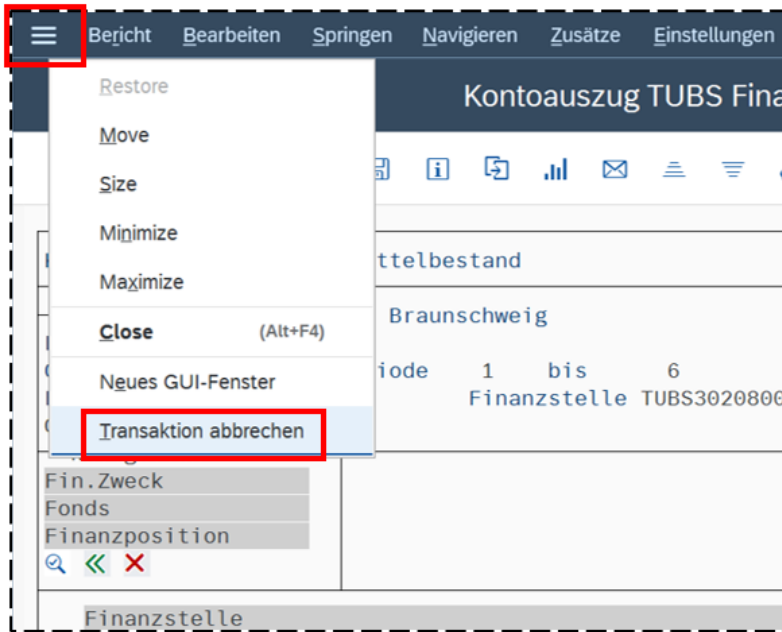 Bericht Bearbeiten Springen Navigieren Zusätze Einstellungen
Kontoauszug TUBS Fina
Restore
Move
Size
Minimize
Maximize
Close (Alt+F4)
Neues GUI-Fenster
Transaktion abbrechen
ttelbestand
Braunschweig
iode 1 bis 6
Finanzstelle TUBS3020800
Fin.Zweck
Fonds
Finanzposition
Finanzstelle